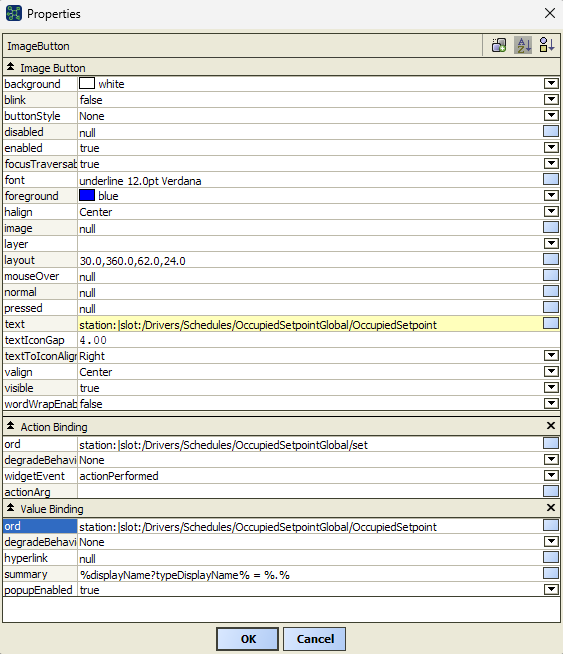 Properties
ImageButton
Image Button
background white
blink false
buttonStyle None
disabled null
enabled true
focusTraversab true
font underline 12.0pt Verdana
foreground blue
halign Center
image null
layer
layout 30.0,360.0,62.0,24.0
mouseOver null
normal null
pressed null
text station:|slot:/Drivers/Schedules/OccupiedSetpointGlobal/OccupiedSetpoint
textIconGap 4.00
textToIconAlign Right
valign Center
visible true
wordWrapEnab false
Action Binding
ord station:|slot:/Drivers/Schedules/OccupiedSetpointGlobal/set
degradeBehavi None
widgetEvent actionPerformed
actionArg
Value Binding
ord station:|slot:/Drivers/Schedules/OccupiedSetpointGlobal/OccupiedSetpoint
degradeBehavi None
hyperlink null
summary %displayName?typeDisplayName% = %.%
popupEnabled true
OK Cancel